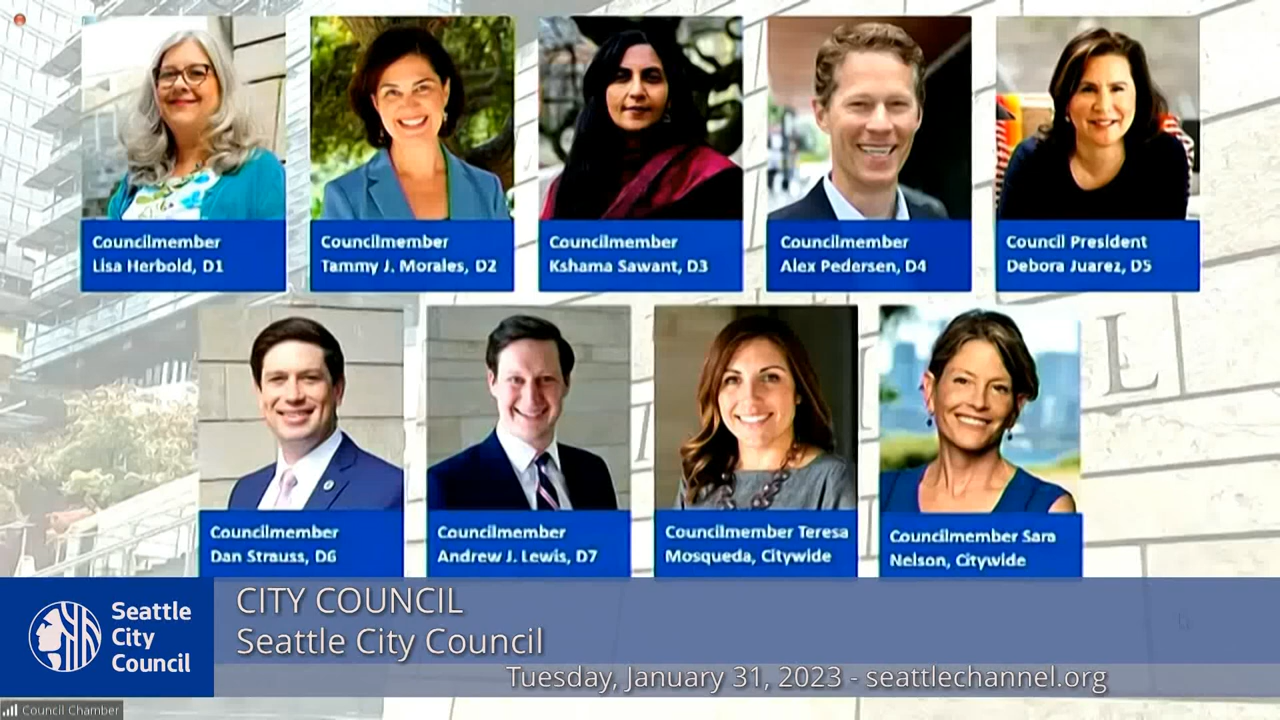 Councilmember
Lisa Herbold, D1
Councilmember
Tammy J. Morales, D2
Councilmember
Kshama Sawant, D3
Councilmember
Alex Pedersen, D4
Council President
Debora Juarez, D5
Councilmember
Dan Strauss, D6
Councilmember
Andrew J. Lewis, D7
Councilmember Teresa
Mosqueda, Citywide
Councilmember Sara
Nelson, Citywide
L
Seattle
City
Council
CITY COUNCIL
Seattle City Council
Tuesday, January 31, 2023 - seattlechannel.org
Council Chamber